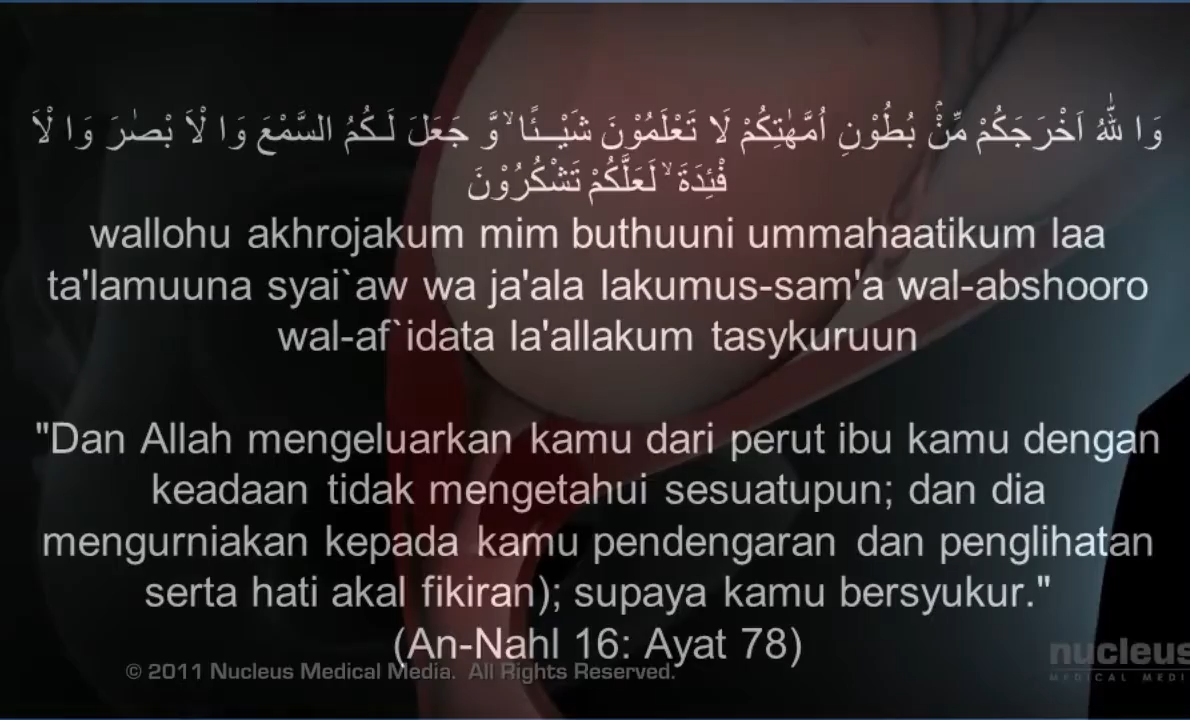 وَا للّٰهُ اَخْرَجَكُمْ مِّنْۢ بُطُوْنِ اُمَّهٰتِكُمْ لَا تَعْلَمُوْنَ شَيْـــًٔا ۙ وَّ جَعَلَ لَـكُمُ السَّمْعَ وَا لْاَ بْصٰرَ وَا لْاَ
فْئِدَةَ ۙ لَعَلَّكُمْ تَشْكُرُوْنَ
wallohu akhrojakum mim buthuuni ummahaatikum laa
ta'lamuuna syai`aw wa ja'ala lakumus-sam'a wal-abshooro
wal-af`idata la'allakum tasykuruun
"Dan Allah mengeluarkan kamu dari perut ibu kamu dengan
keadaan tidak mengetahui sesuatupun; dan dia
mengurniakan kepada kamu pendengaran dan penglihatan
serta hati akal fikiran); supaya kamu bersyukur."
(An-Nahl 16: Ayat 78)
© 2011 Nucleus Medical Media. All Rights Reserved.
nucleus
MEDICAL MEDI